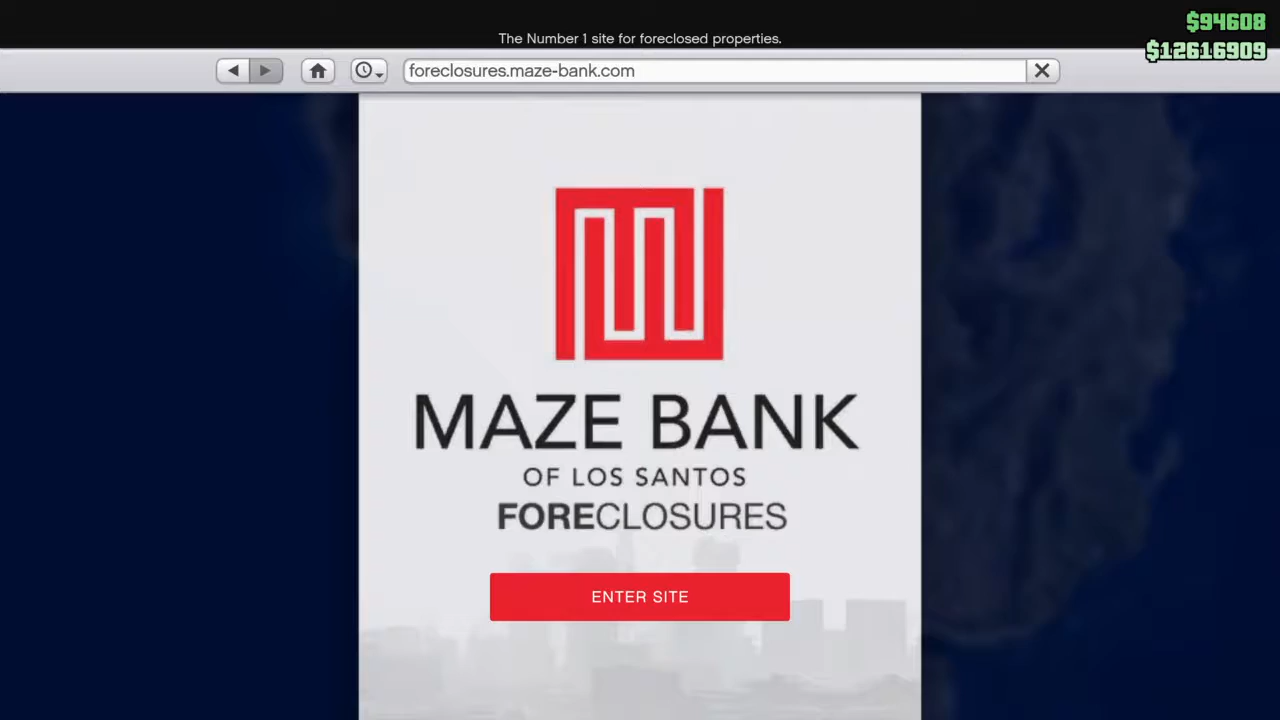 $94608
The Number 1 site for foreclosed properties.
$12616909
foreclosures.maze-bank.com
MAZE BANK
OF LOS SANTOS
FORECLOSURES
ENTER SITE